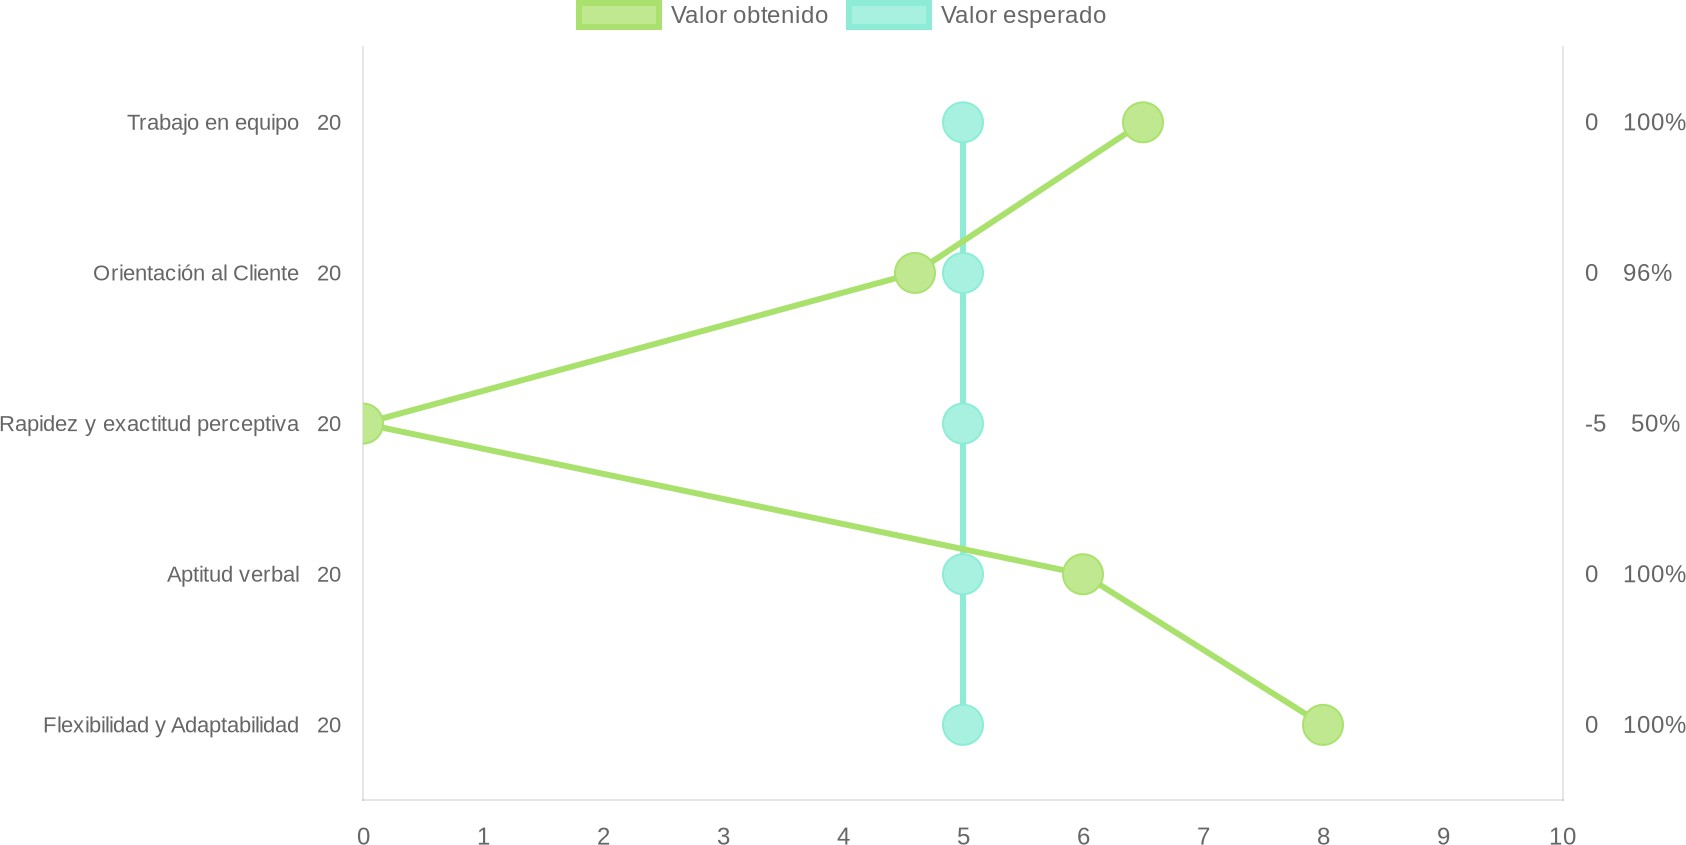 Valor obtenido Valor esperado
Trabajo en equipo 20 0 100%
Orientación al Cliente 20 0 96%
Rapidez y exactitud perceptiva 20 -5 50%
Aptitud verbal 20 0 100%
Flexibilidad y Adaptabilidad 20 0 100%
0 1 2 3 4 5 6 7 8 9 10